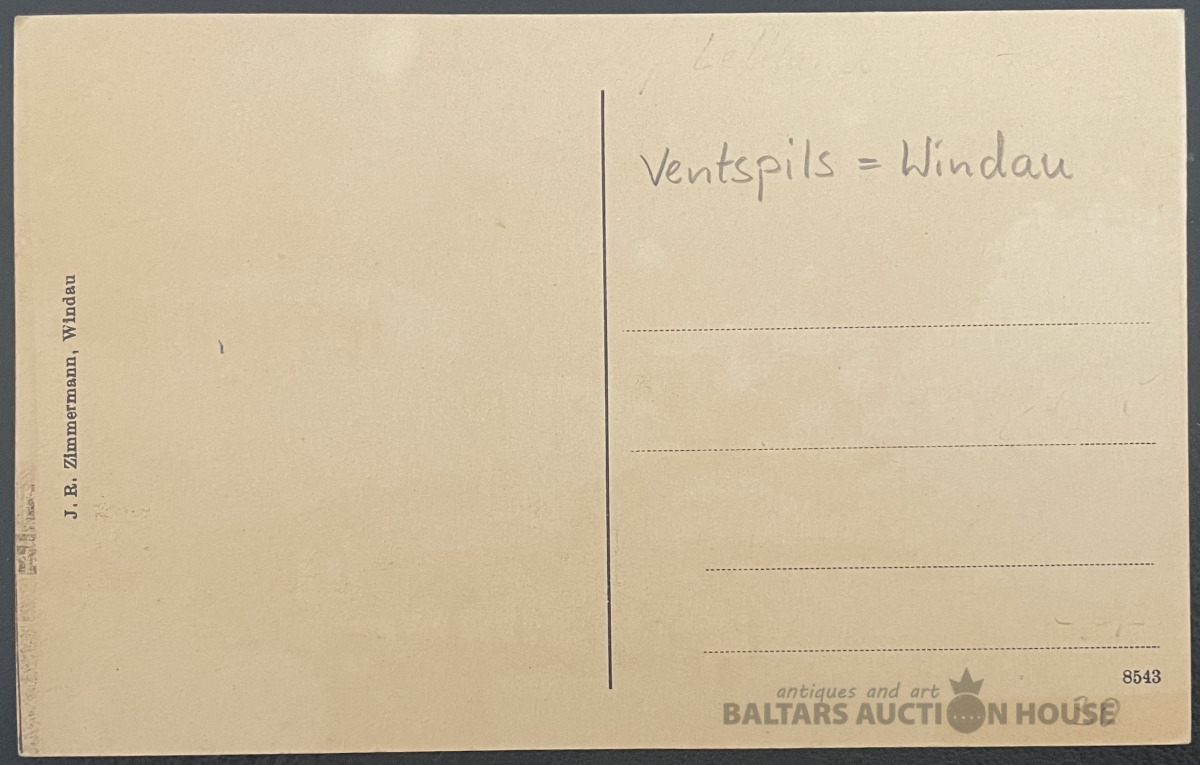 Ventspils = Windau
J. R. Zimmermann, Windau
8543
antiques and art
BALTARS AUCTION HOUSE